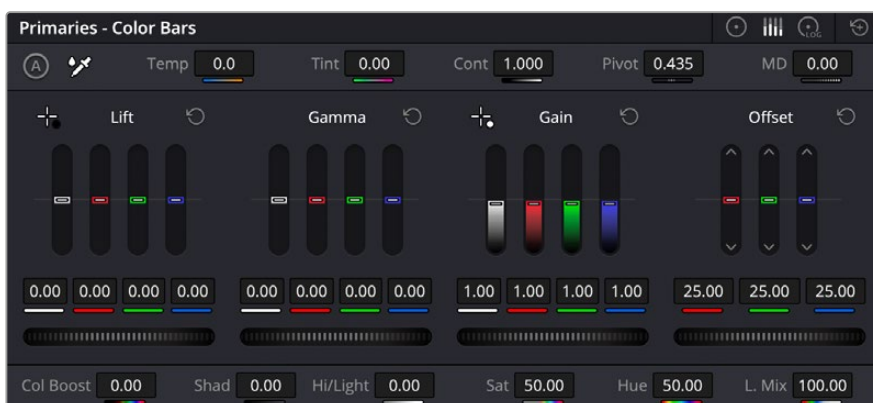 Primaries - Color Bars
LOG
A Temp 0.0 Tint 0.00 Cont 1.000 Pivot 0.435 MD 0.00
Lift Gamma Gain Offset
0.00 0.00 0.00 0.00 0.00 0.00 0.00 0.00 1.00 1.00 1.00 1.00 25.00 25.00 25.00
Col Boost 0.00 Shad 0.00 Hi/Light 0.00 Sat 50.00 Hue 50.00 L. Mix 100.00